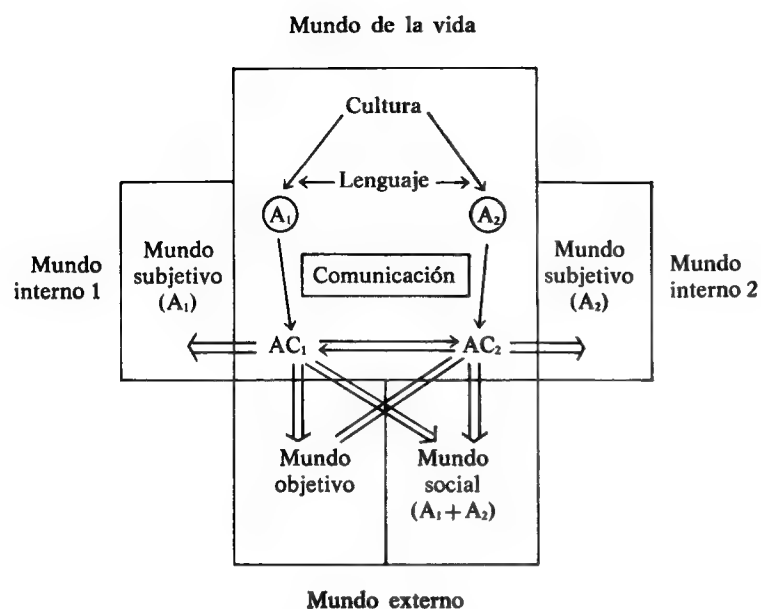 Mundo de la vida
Cultura
Lenguaje
A₁
A₂
Mundo
interno 1
Mundo
subjetivo
(A₁)
Comunicación
Mundo
subjetivo
(A₂)
Mundo
interno 2
AC₁
AC₂
Mundo
objetivo
Mundo
social
(A₁+A₂)
Mundo externo